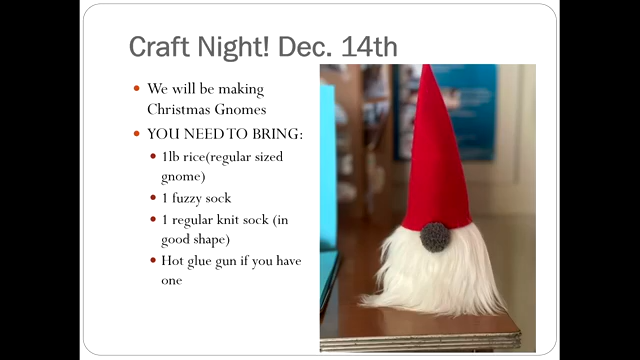 Craft Night! Dec. 14th
We will be making
Christmas Gnomes
YOU NEED TO BRING:
1lb rice(regular sized
gnome)
1 fuzzy sock
1 regular knit sock (in
good shape)
Hot glue gun if you have
one